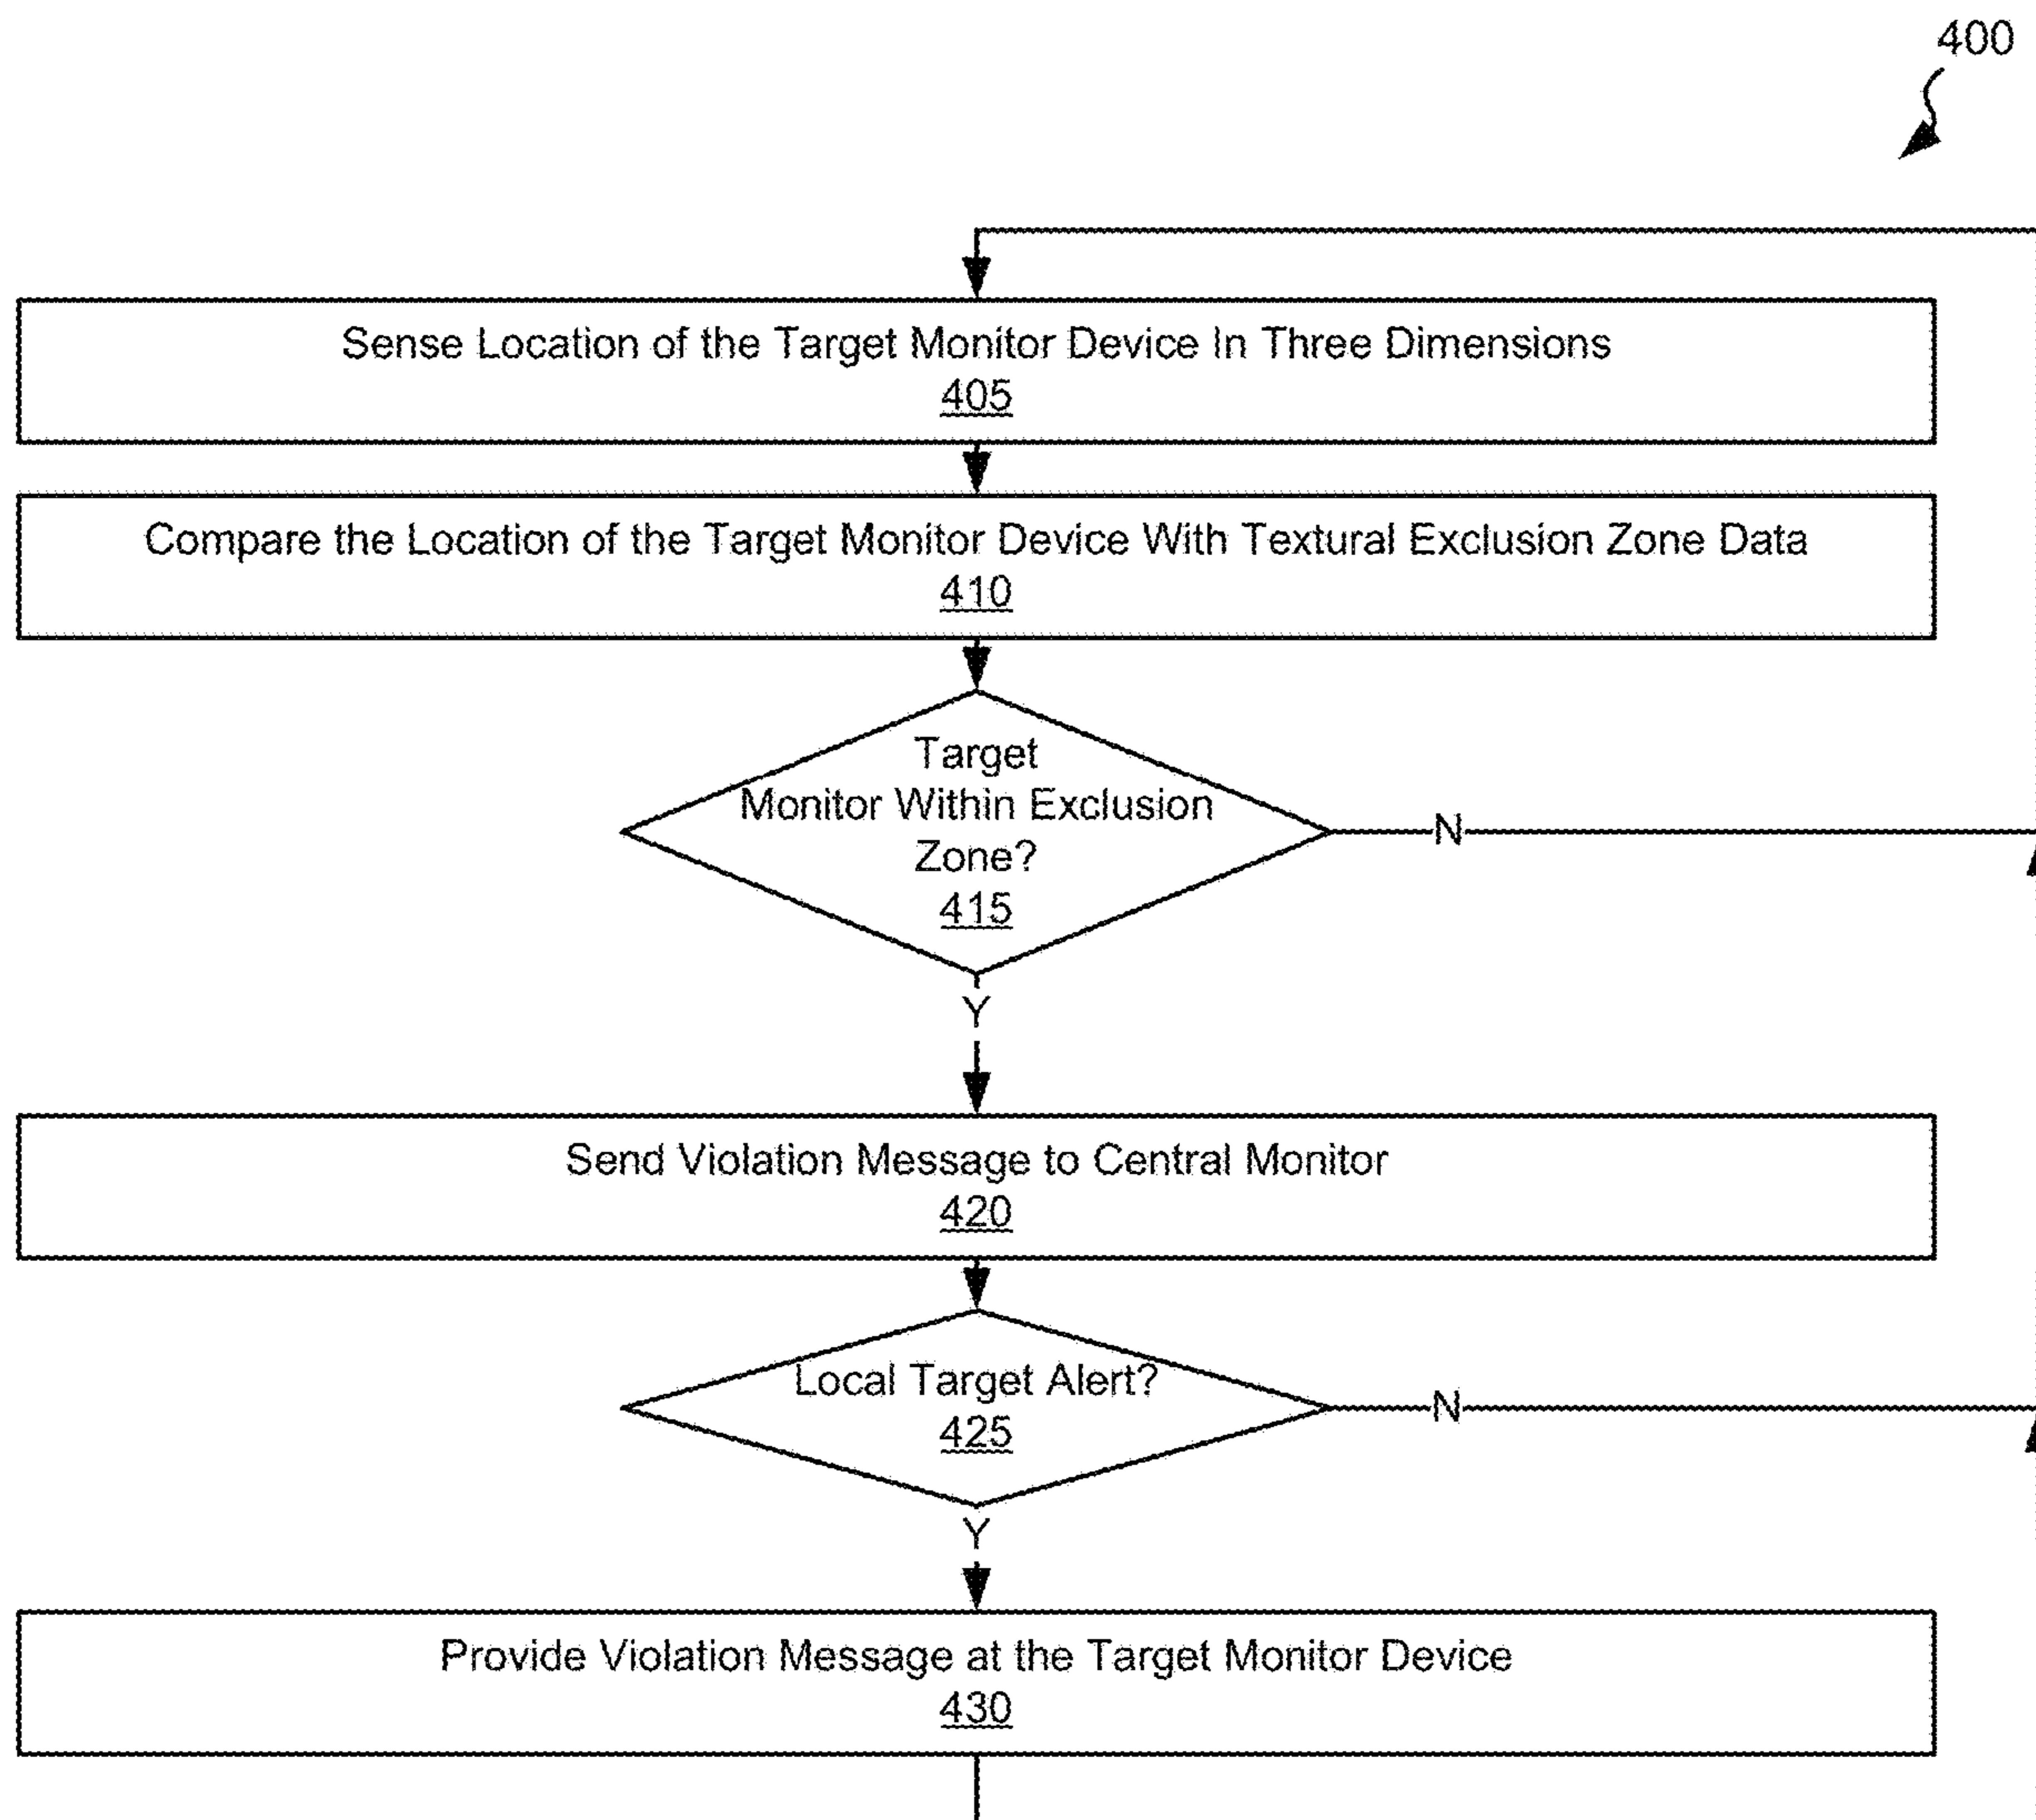 400
Sense Location of the Target Monitor Device In Three Dimensions
405
Compare the Location of the Target Monitor Device With Textural Exclusion Zone Data
410
Target
Monitor Within Exclusion
Zone?
415
N
Y
Send Violation Message to Central Monitor
420
Local Target Alert?
425
N
Y
Provide Violation Message at the Target Monitor Device
430